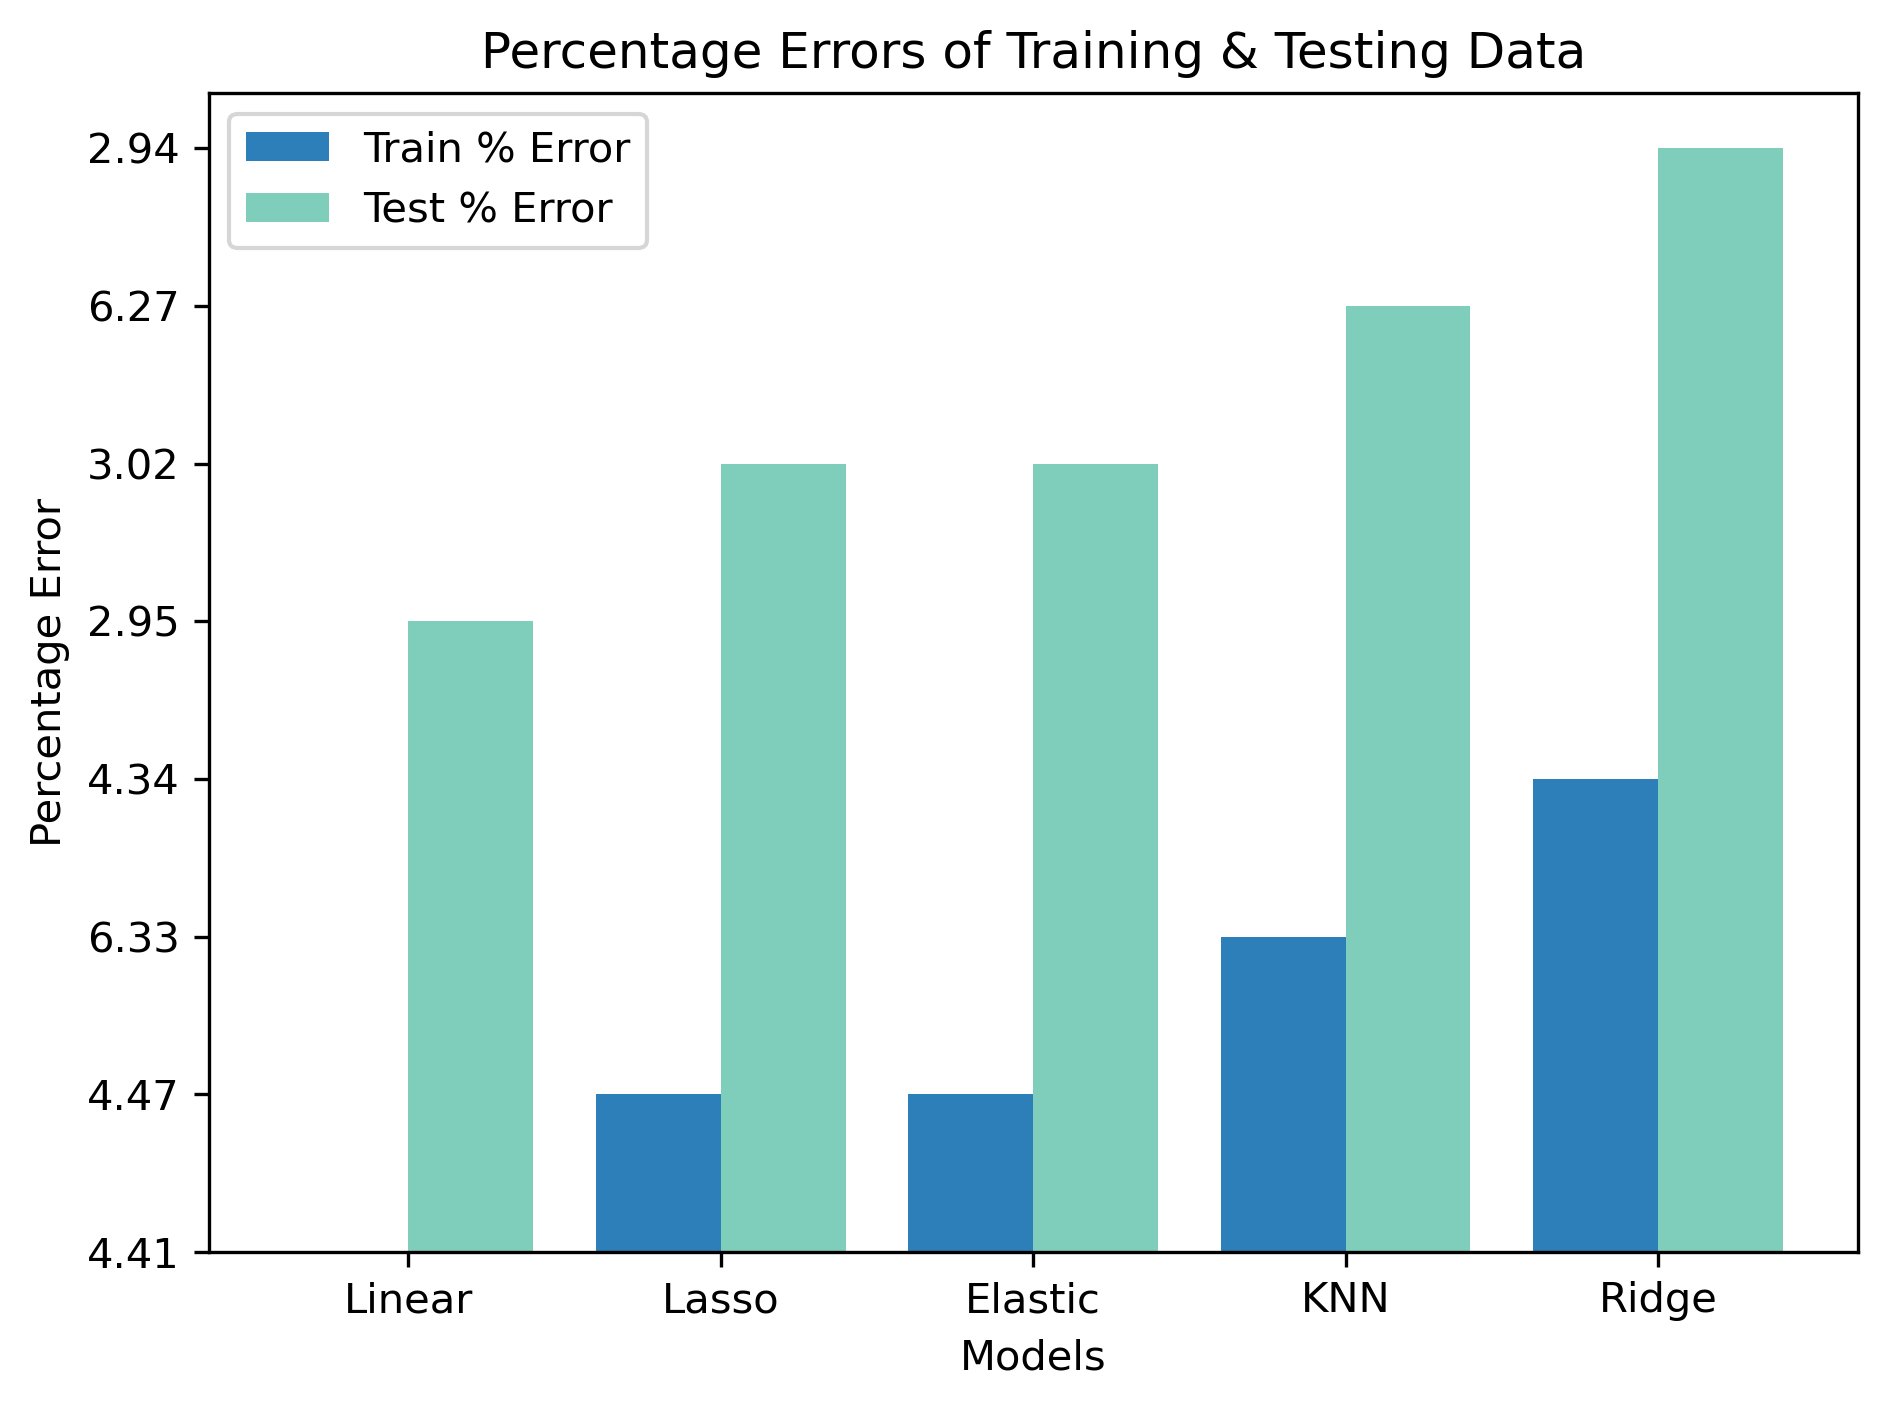 Percentage Errors of Training & Testing Data
Train % Error
Test % Error
Percentage Error
2.94
6.27
3.02
2.95
4.34
6.33
4.47
4.41
Linear Lasso Elastic KNN Ridge
Models